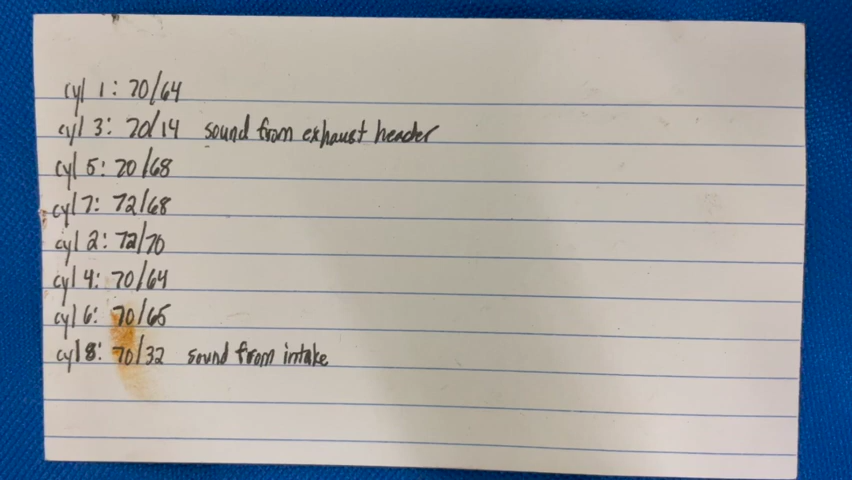 cyl 1: 70/64
cyl 3: 70/14 sound from exhaust header
cyl 5: 70/68
cyl 7: 72/68
cyl 2: 72/70
cyl 4: 70/64
cyl 6: 70/65
cyl 8: 70/32 sound from intake